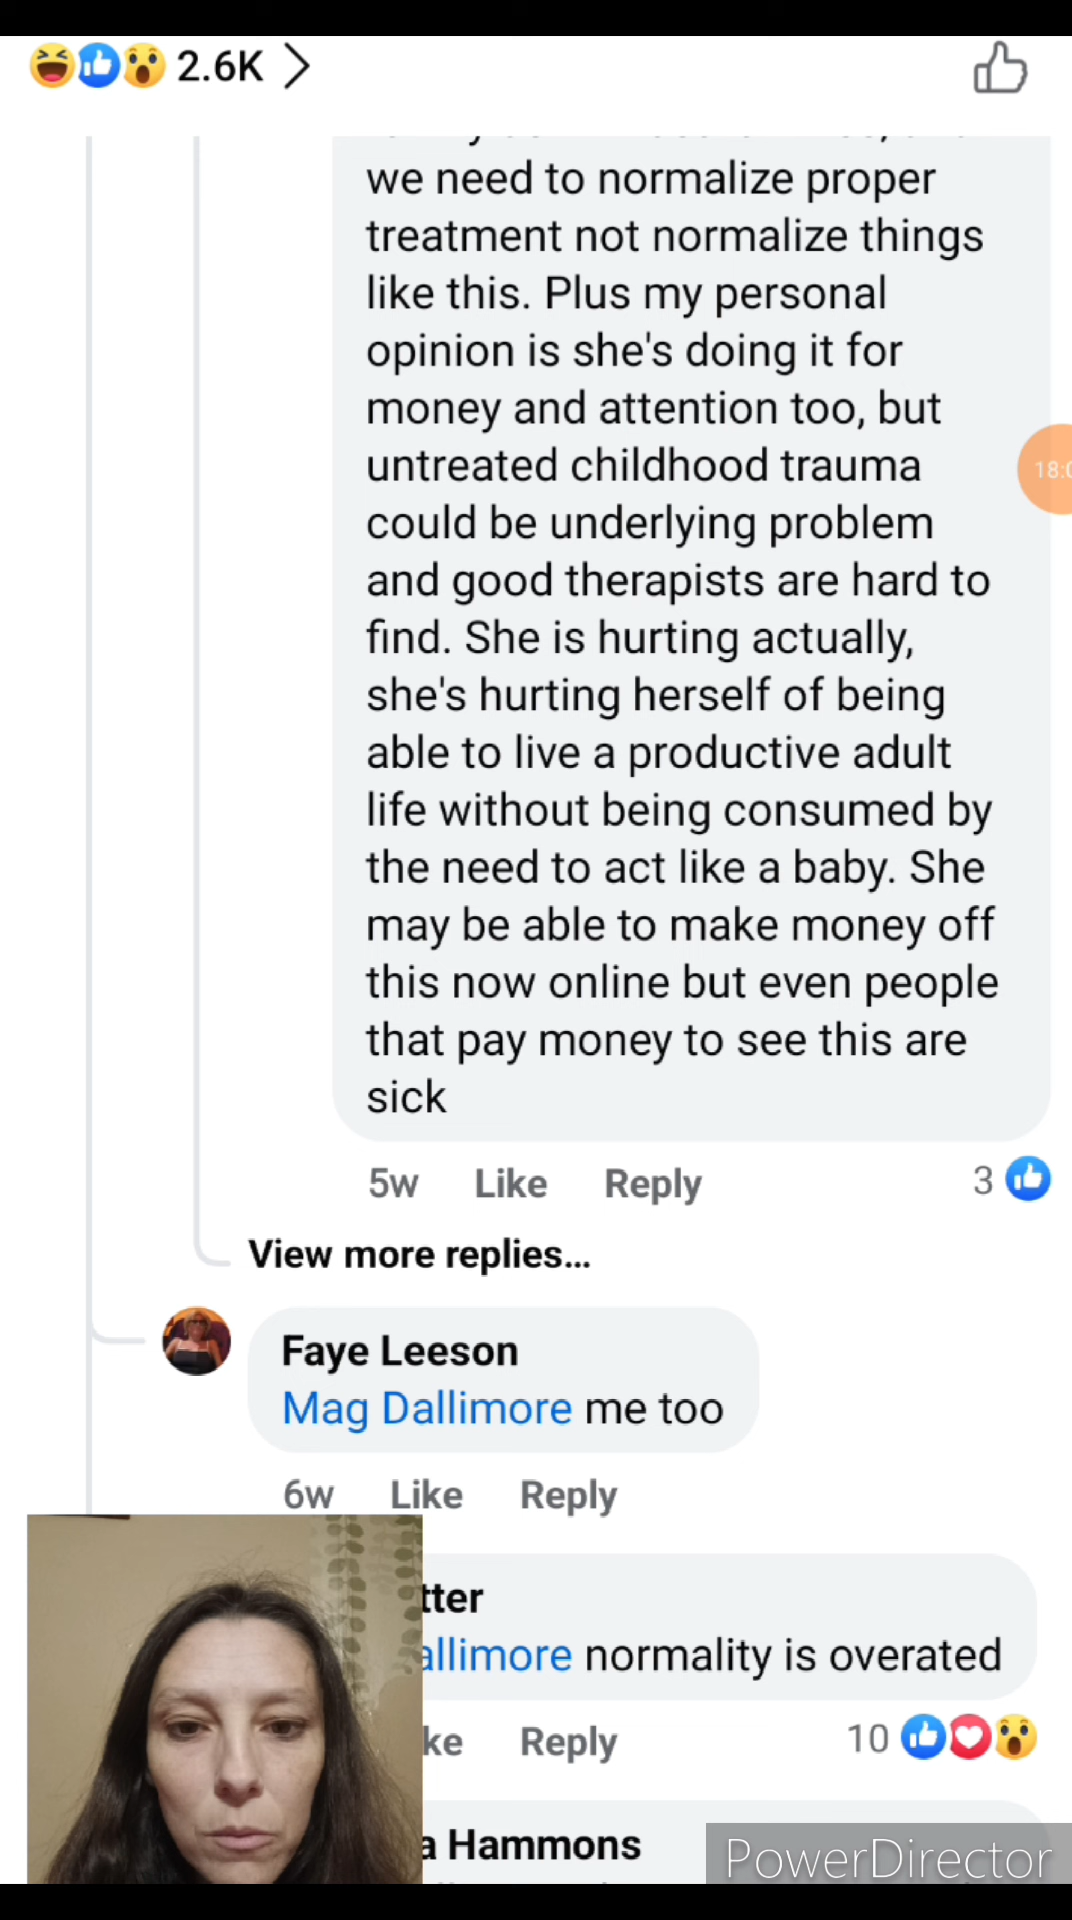 2.6K
we need to normalize proper
treatment not normalize things
like this. Plus my personal
opinion is she's doing it for
money and attention too, but
untreated childhood trauma
could be underlying problem
and good therapists are hard to
find. She is hurting actually,
she's hurting herself of being
able to live a productive adult
life without being consumed by
the need to act like a baby. She
may be able to make money off
this now online but even people
that pay money to see this are
sick
18:0
5w Like Reply 3
View more replies...
Faye Leeson
Mag Dallimore me too
6w Like Reply
tter
allimore normality is overated
ke Reply 10
a Hammons
PowerDirector